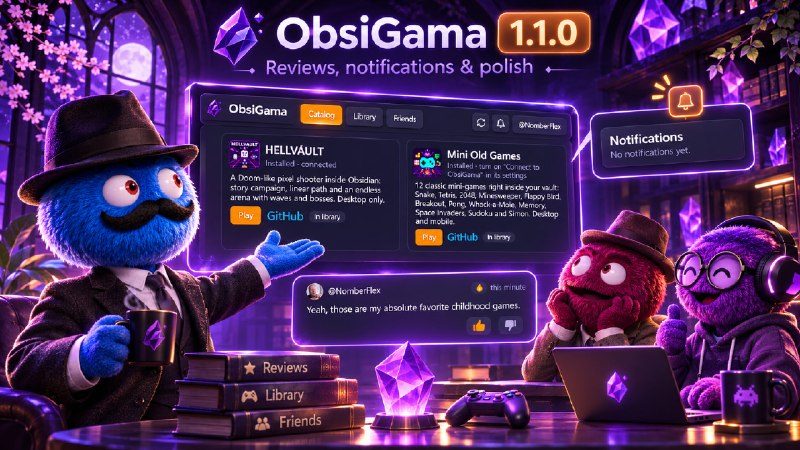 ObsiGama 1.1.0
Reviews, notifications & polish
ObsiGama
Catalog
Library
Friends
@NomberFlex
HELLVAULT
Installed - connected
A Doom-like pixel shooter inside Obsidian:
story campaign, linear path and an endless
arena with waves and bosses. Desktop only.
Play
GitHub
In library
Mini Old Games
Installed - turn on "Connect to
ObsiGama" in its settings
12 classic mini-games right inside your vault:
Snake, Tetris, 2048, Minesweeper, Flappy Bird,
Breakout, Pong, Whack-a-Mole, Memory,
Space Invaders, Sudoku and Simon. Desktop
and mobile.
Play
GitHub
In library
Notifications
No notifications yet.
@NomberFlex
this minute
Yeah, those are my absolute favorite childhood games.
Reviews
Library
Friends